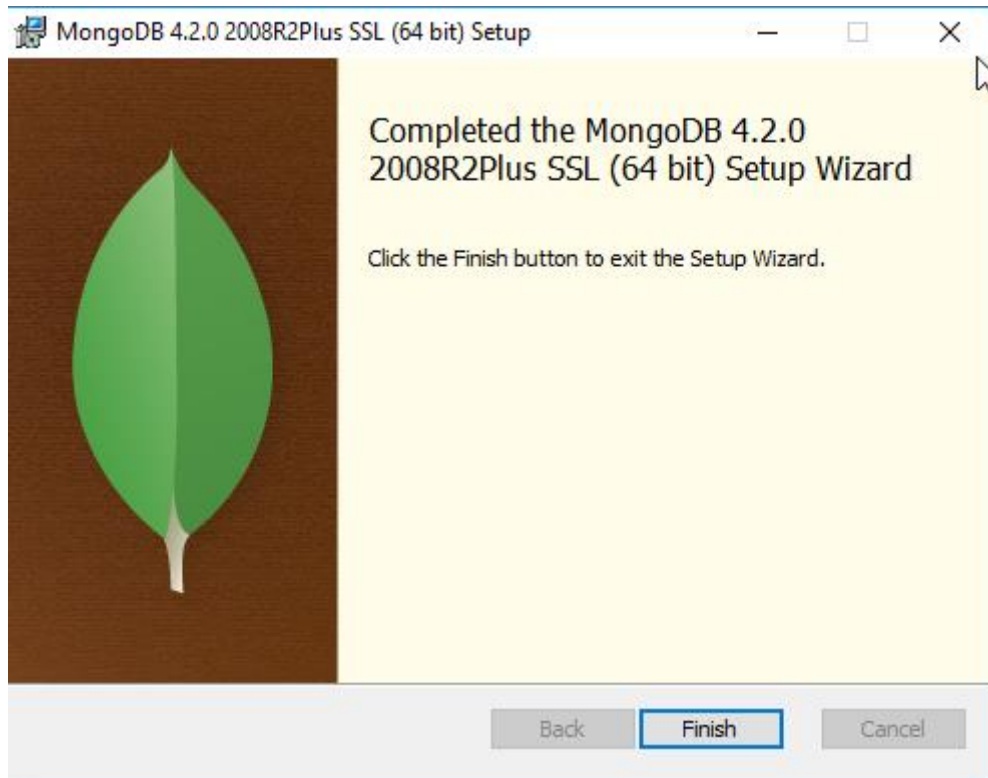 MongoDB 4.2.0 2008R2Plus SSL (64 bit) Setup
Completed the MongoDB 4.2.0
2008R2Plus SSL (64 bit) Setup Wizard
Click the Finish button to exit the Setup Wizard.
Back Finish Cancel